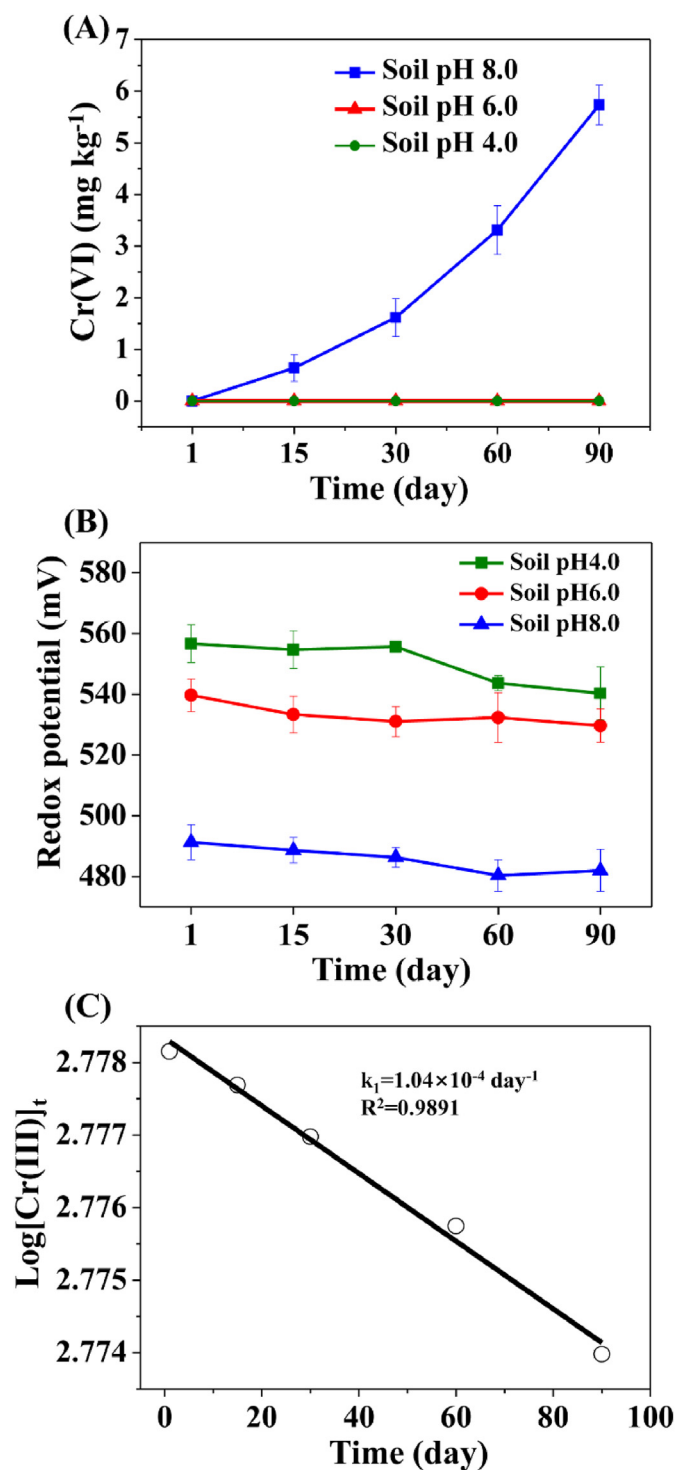 (A)
7
6
5
4
3
2
1
0
Cr(VI) (mg kg⁻¹)
Soil pH 8.0
Soil pH 6.0
Soil pH 4.0
1 15 30 60 90
Time (day)
(B)
580
560
540
520
500
480
Redox potential (mV)
Soil pH4.0
Soil pH6.0
Soil pH8.0
1 15 30 60 90
Time (day)
(C)
2.778
2.777
2.776
2.775
2.774
Log[Cr(III)]t
k₁=1.04×10⁻⁴ day⁻¹
R²=0.9891
0 20 40 60 80 100
Time (day)